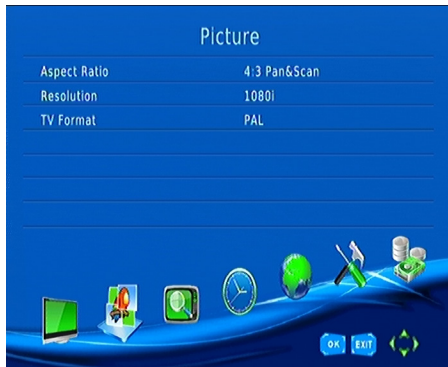 Picture
Aspect Ratio 4:3 Pan&Scan
Resolution 1080i
TV Format PAL
OK EXIT